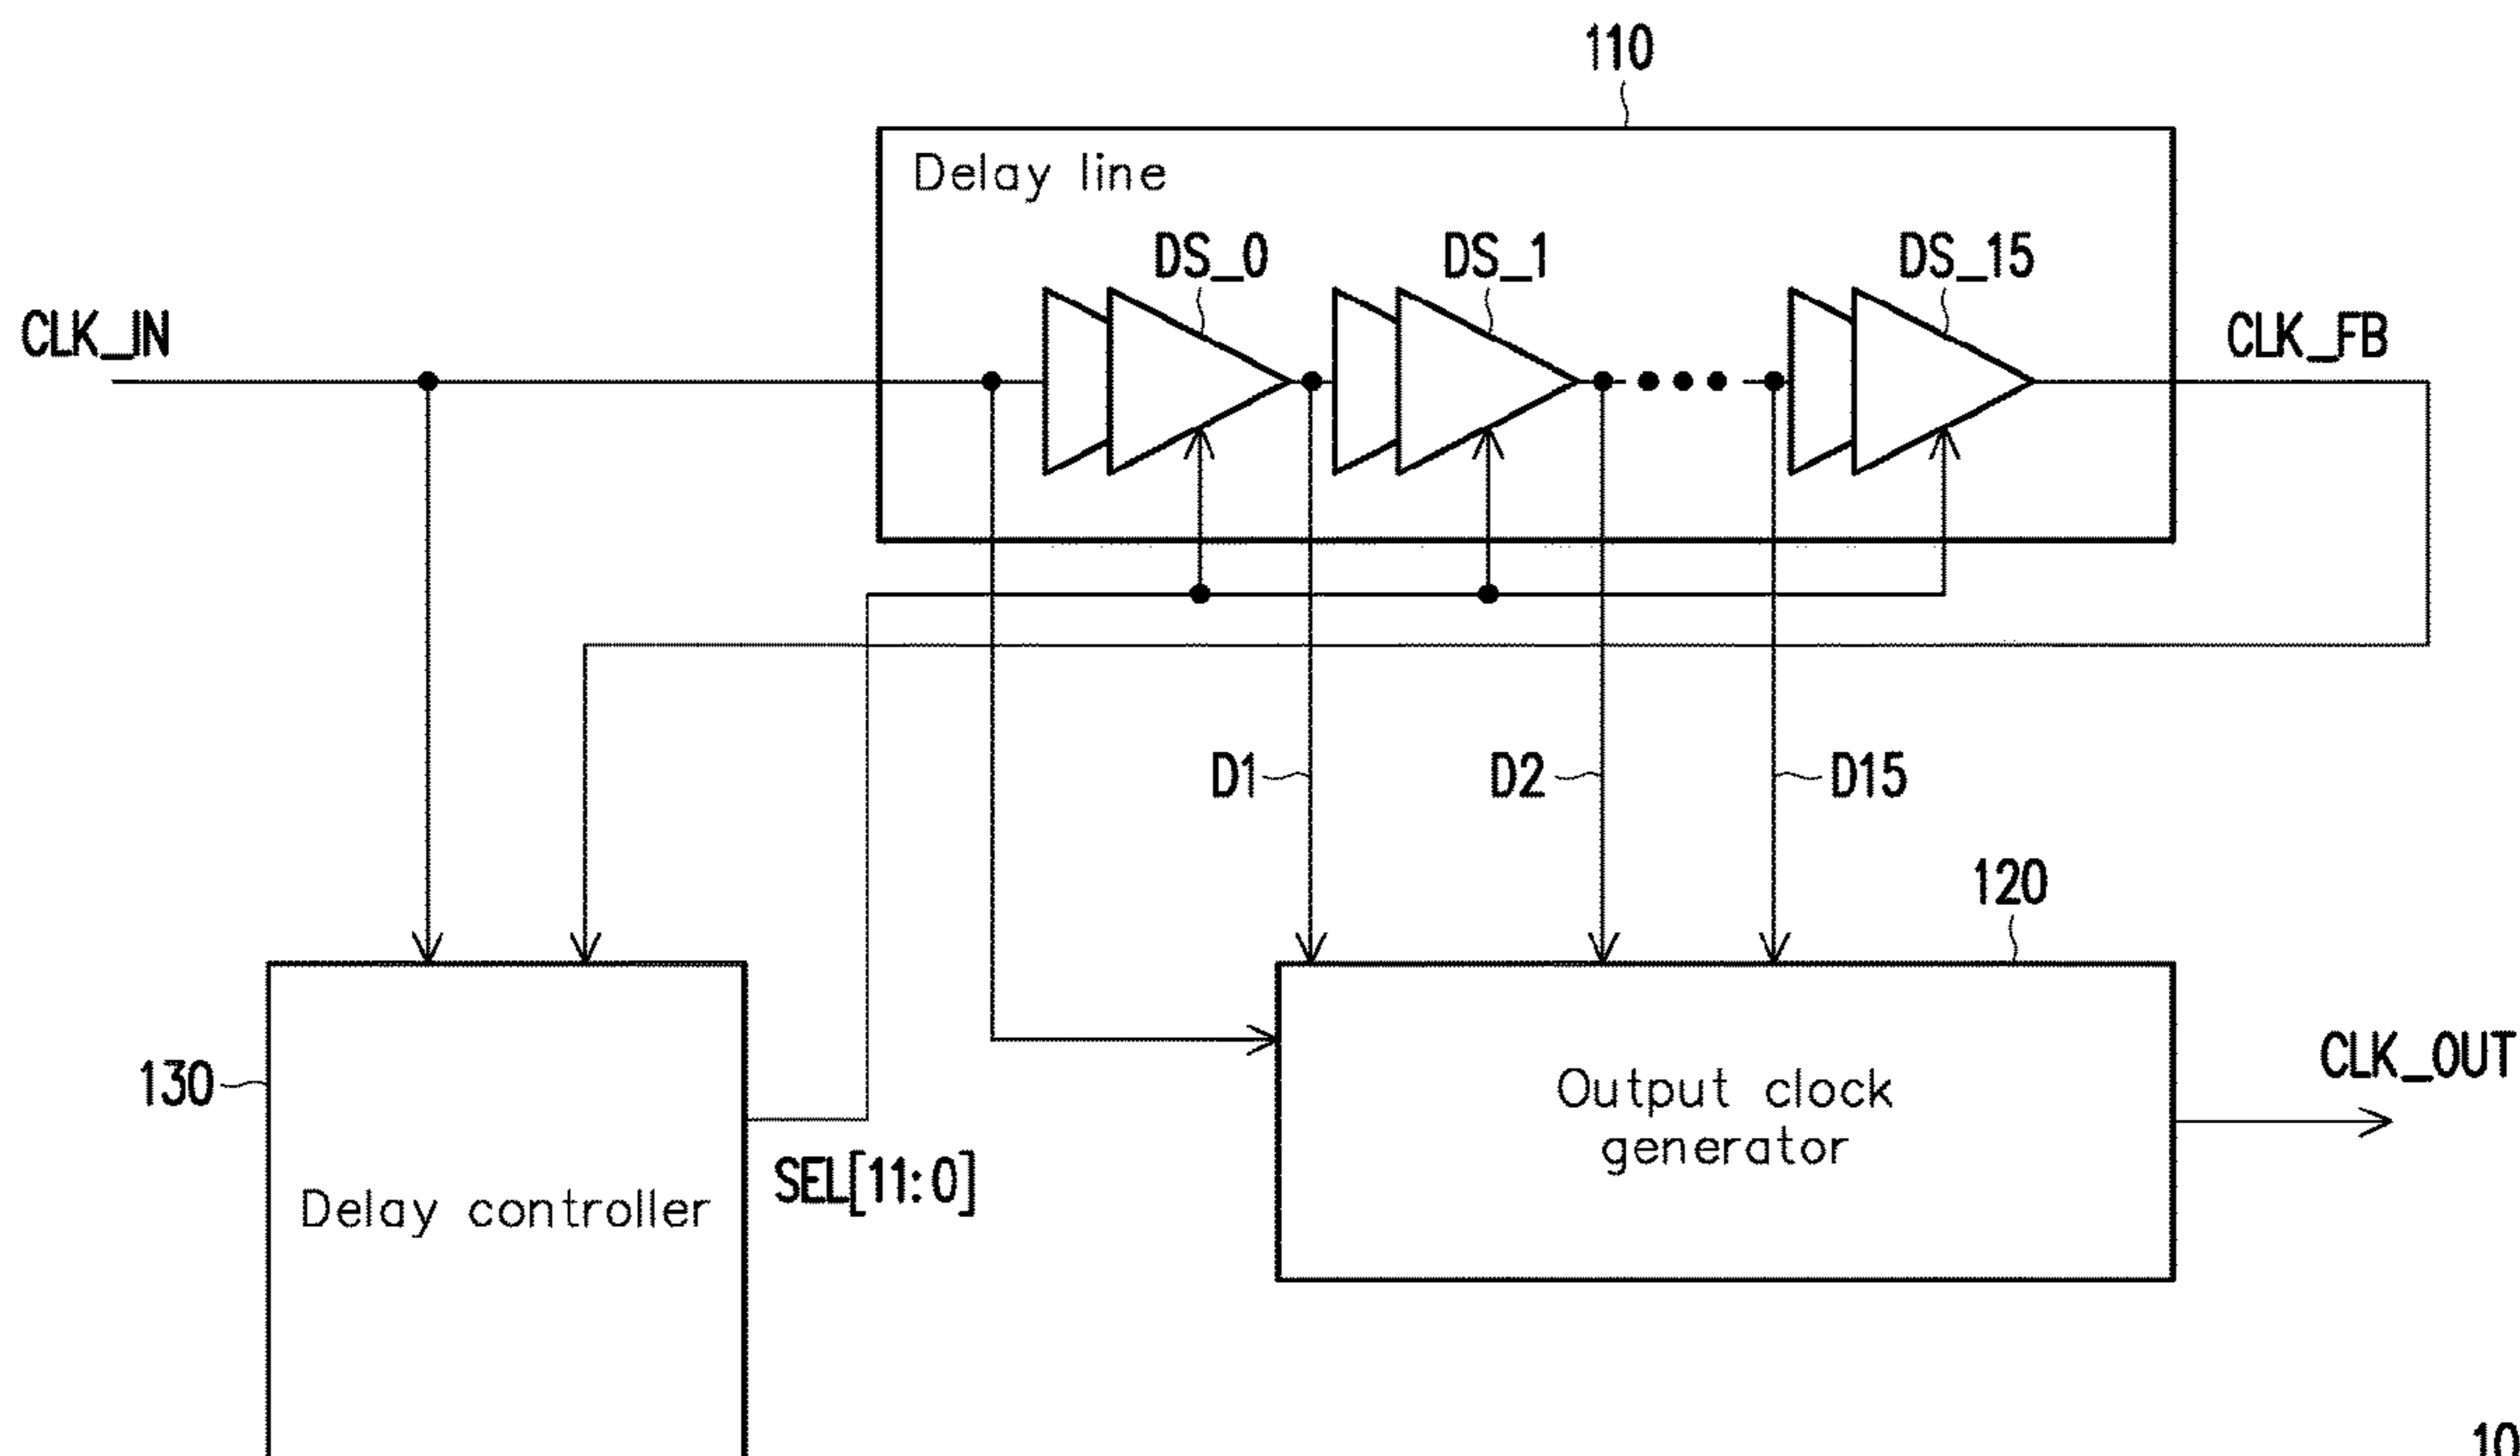 110
Delay line
DS_0
DS_1
DS_15
CLK_IN
CLK_FB
D1
D2
D15
120
130
Output clock
generator
CLK_OUT
SEL[11:0]
Delay controller